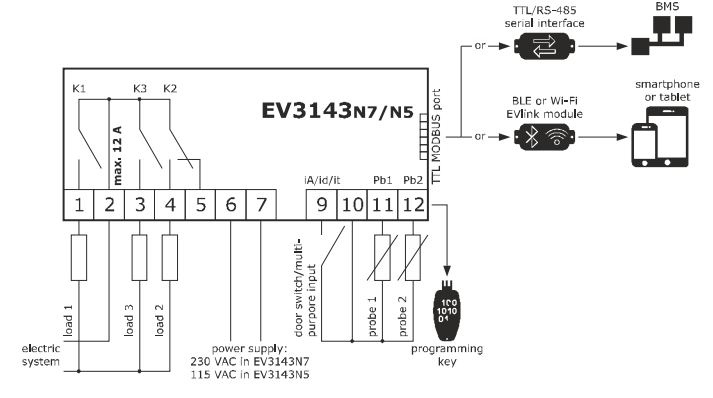 TTL/RS-485
serial interface
BMS
or
K1
K3
K2
max. 12 A
EV3143N7/N5
TTL MODBUS port
BLE or Wi-Fi
EVlink module
or
smartphone
or tablet
iA/id/it
Pb1
Pb2
1
2
3
4
5
6
7
9
10
11
12
load 1
load 3
load 2
door switch/multi-
purpore input
probe 1
probe 2
100
1010
01
electric
system
power supply:
230 VAC in EV3143N7
115 VAC in EV3143N5
programming
key